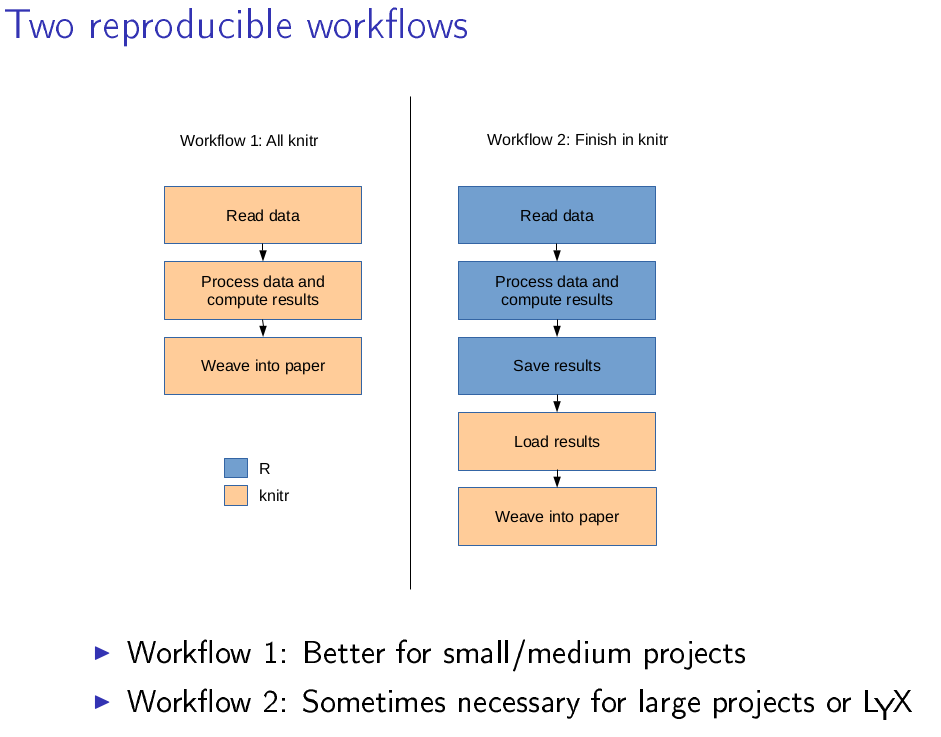 Two reproducible workflows
Workflow 1: All knitr
Read data
Process data and
compute results
Weave into paper
R
knitr
Workflow 2: Finish in knitr
Read data
Process data and
compute results
Save results
Load results
Weave into paper
Workflow 1: Better for small/medium projects
Workflow 2: Sometimes necessary for large projects or LyX